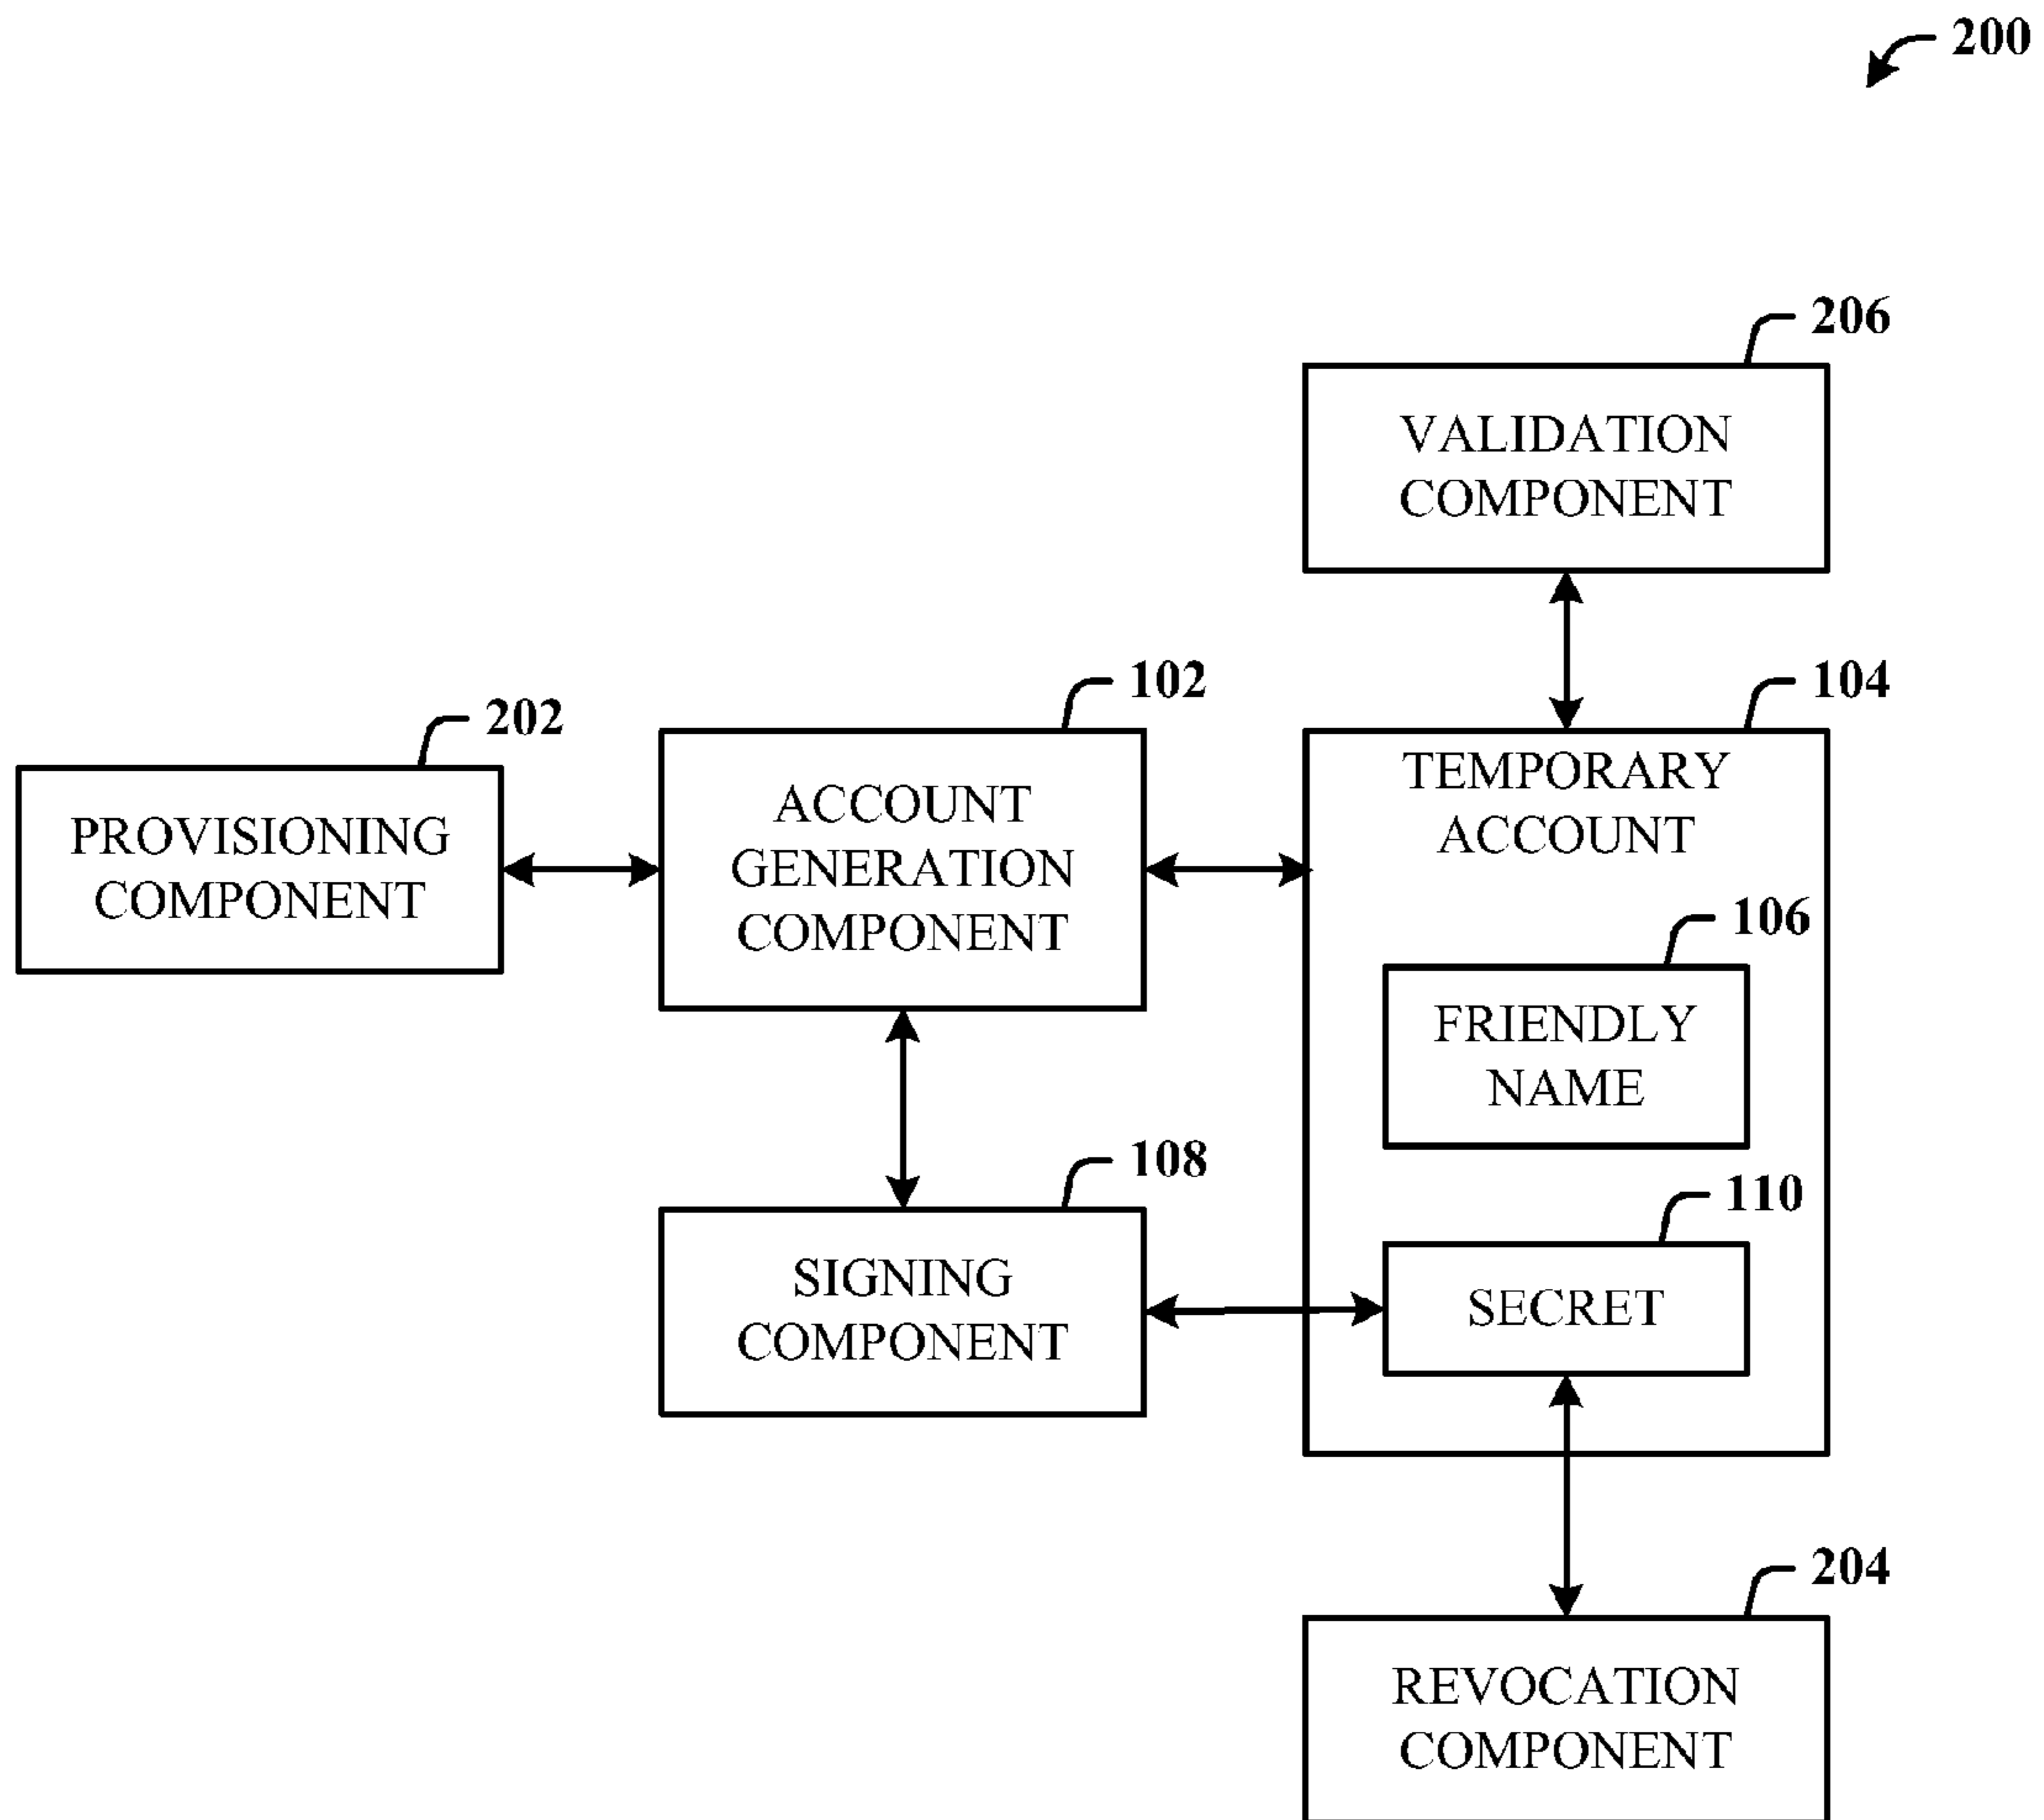 200
206
VALIDATION
COMPONENT
102
104
202
ACCOUNT
GENERATION
COMPONENT
TEMPORARY
ACCOUNT
PROVISIONING
COMPONENT
106
FRIENDLY
NAME
108
110
SIGNING
COMPONENT
SECRET
204
REVOCATION
COMPONENT